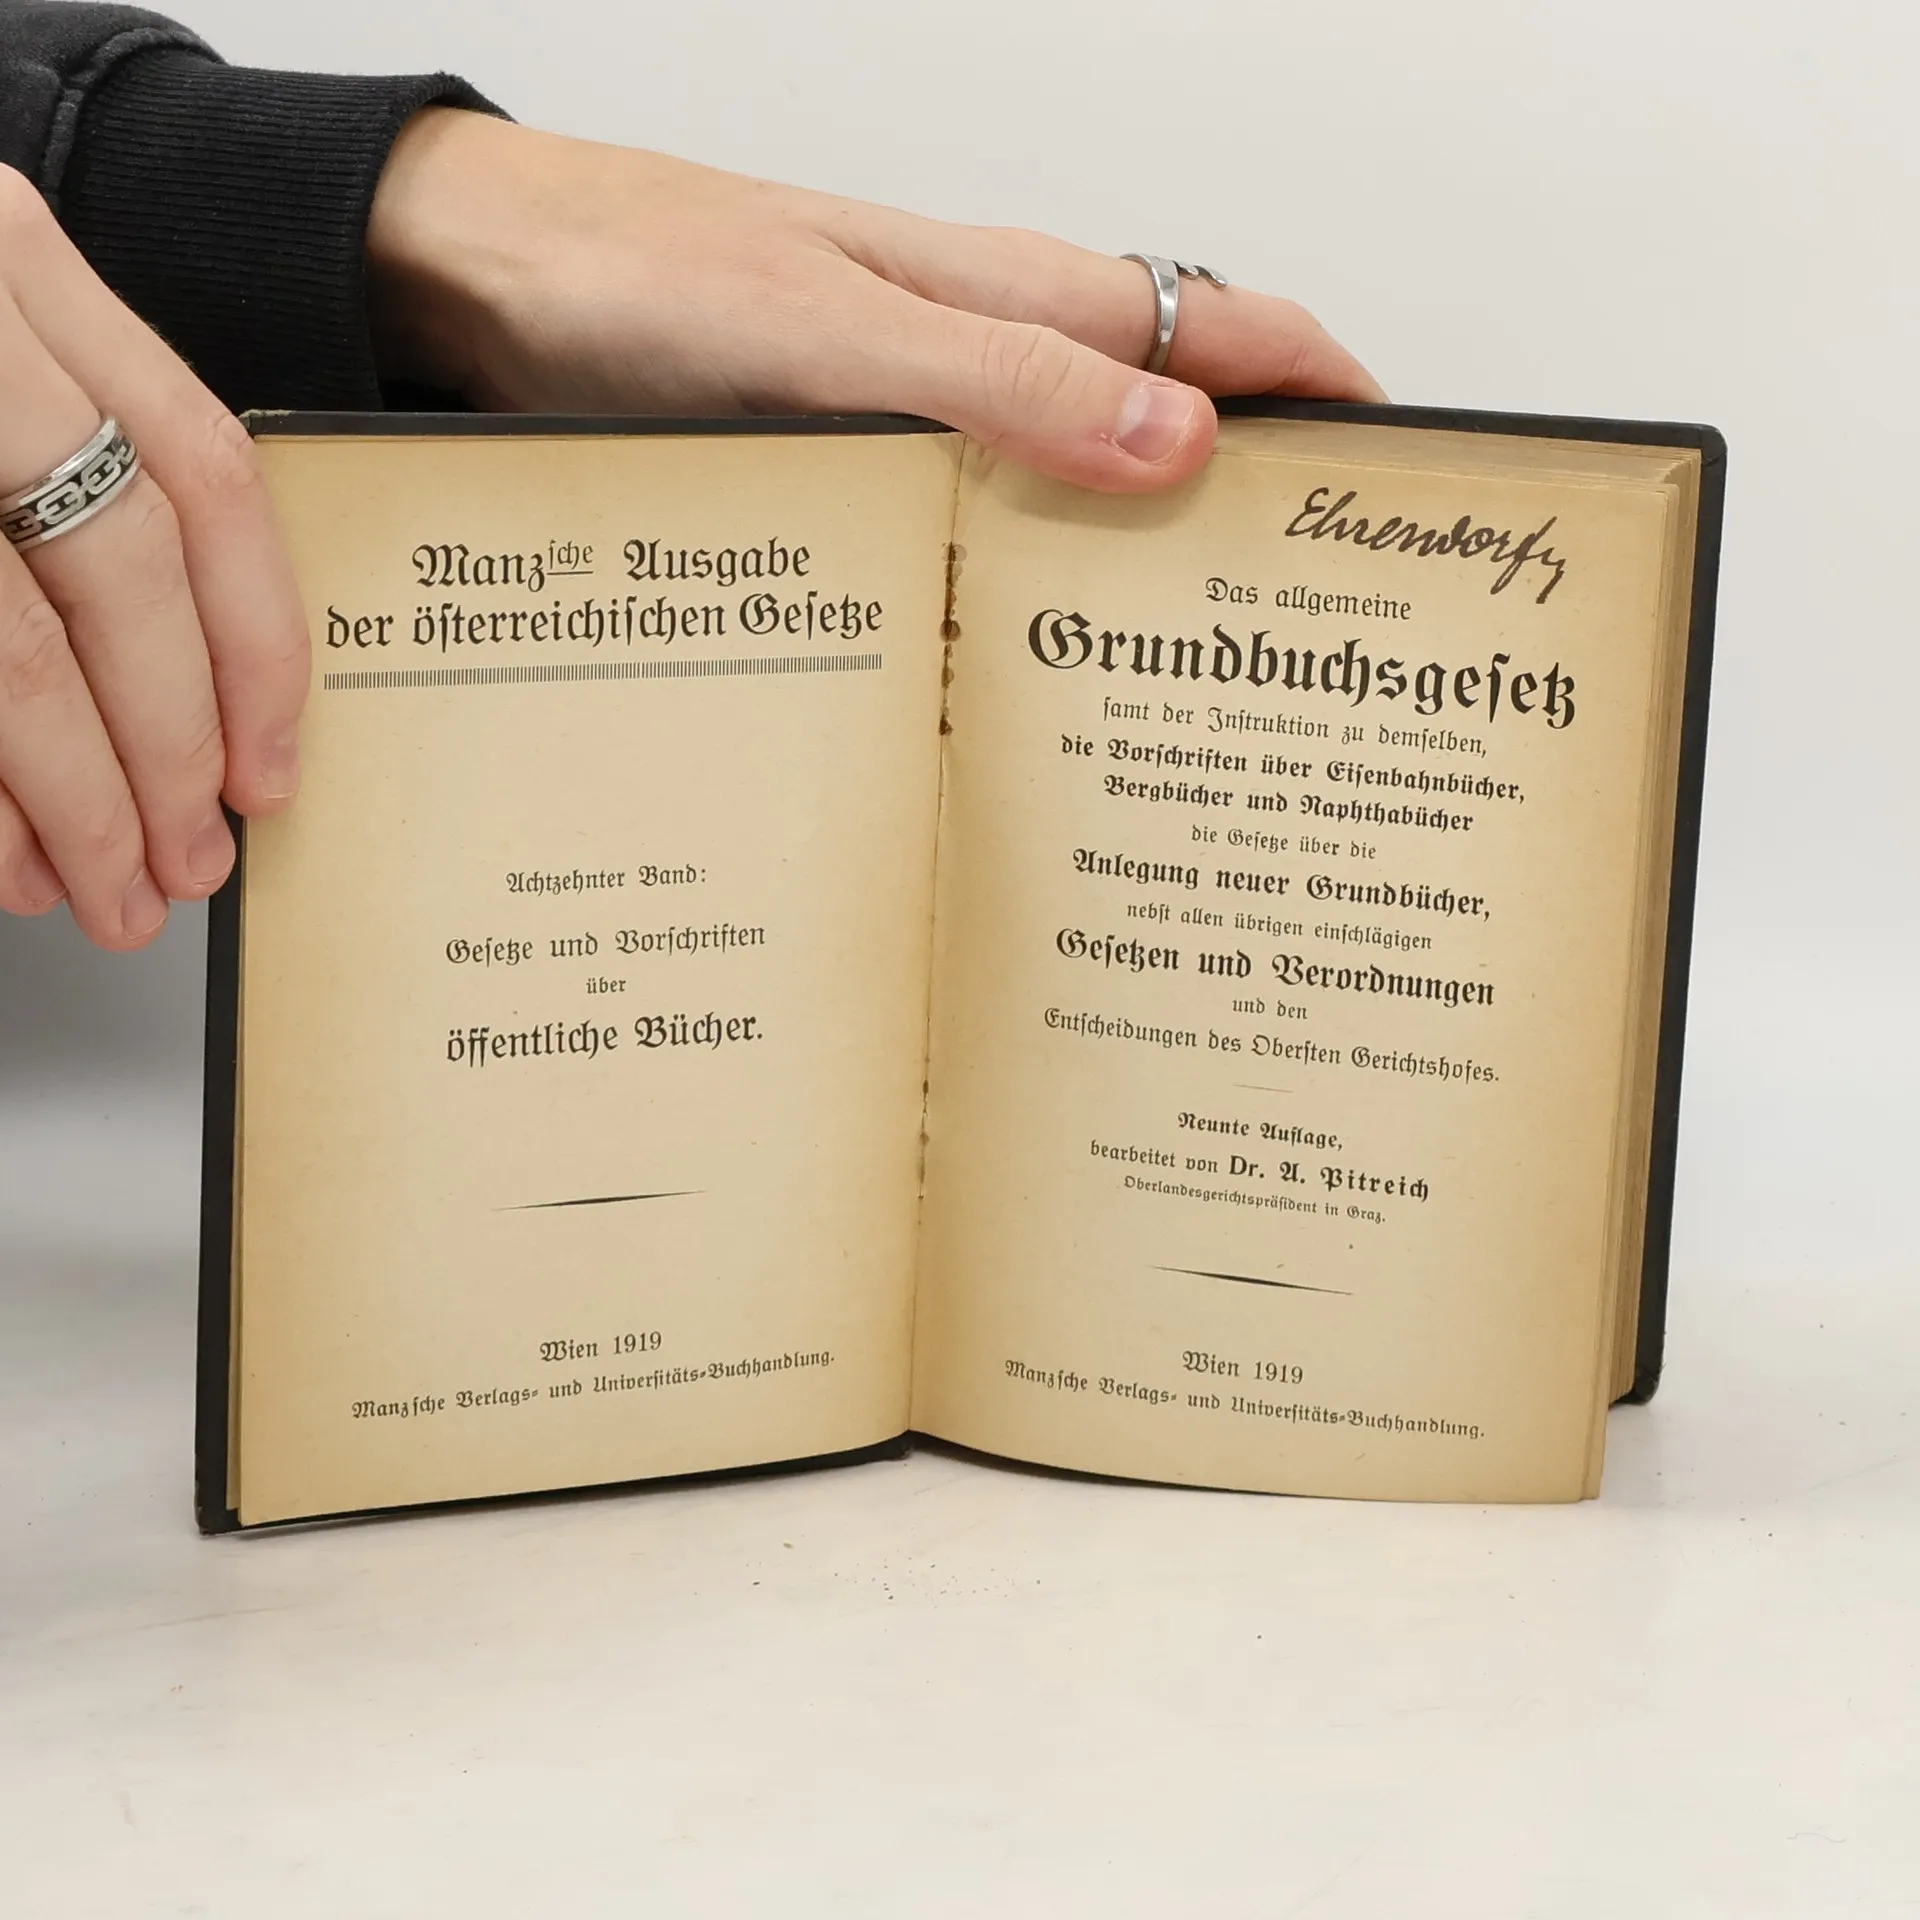 Manzsche Ausgabe
der österreichischen Gesetze
Achtzehnter Band:
Gesetze und Vorschriften
über
öffentliche Bücher.
Wien 1919
Manzsche Verlags- und Universitäts-Buchhandlung.
Das allgemeine
Grundbuchsgesetz
samt der Instruktion zu demselben,
die Vorschriften über Eisenbahnbücher,
Bergbücher und Naphthabücher
die Gesetze über die
Anlegung neuer Grundbücher,
nebst allen übrigen einschlägigen
Gesetzen und Verordnungen
und den
Entscheidungen des Obersten Gerichtshofes.
Neunte Auflage,
bearbeitet von Dr. A. Pitreich
Oberlandesgerichtspräsident in Graz.
Wien 1919
Manzsche Verlags- und Universitäts-Buchhandlung.